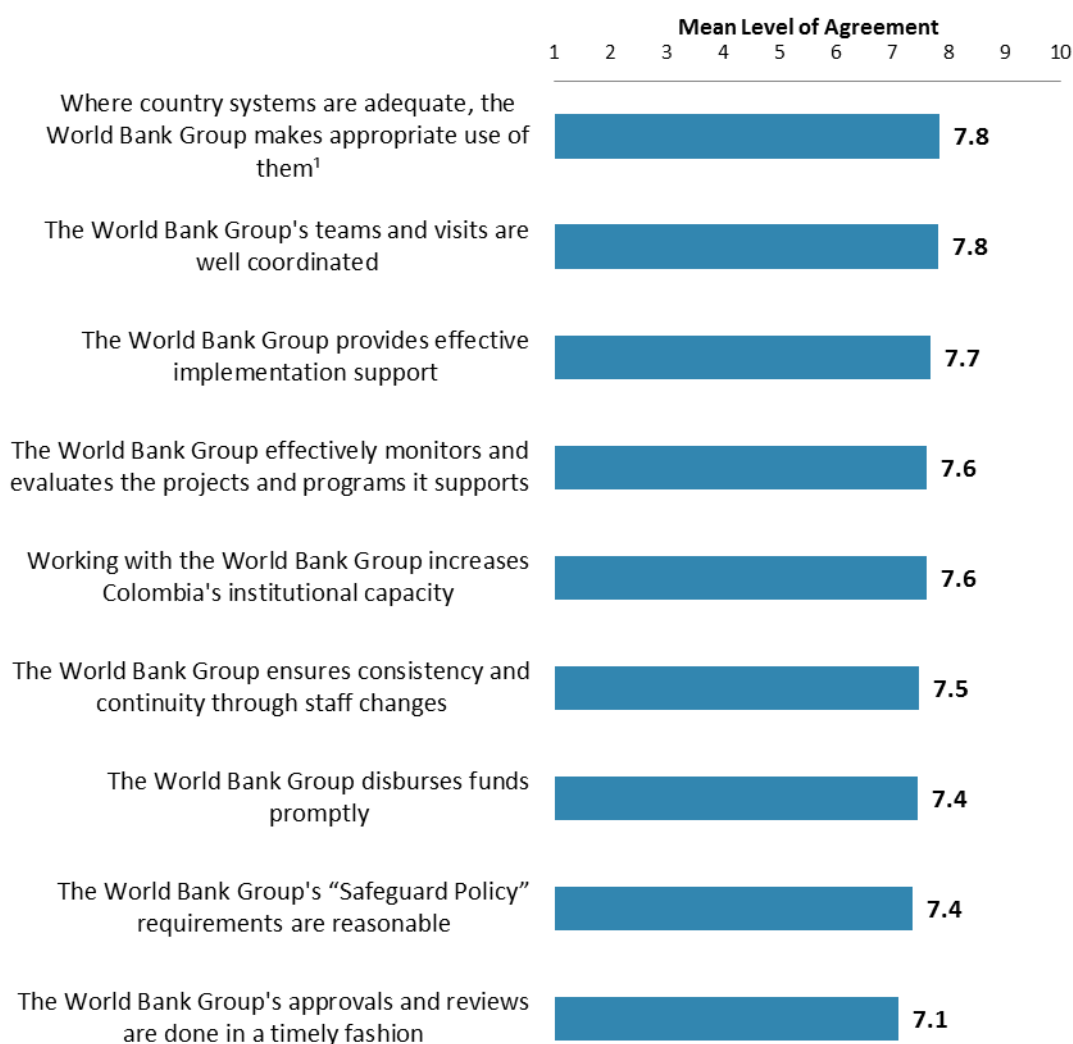 Mean Level of Agreement
1 2 3 4 5 6 7 8 9 10
Where country systems are adequate, the
World Bank Group makes appropriate use of
them¹
7.8
The World Bank Group's teams and visits are
well coordinated
7.8
The World Bank Group provides effective
implementation support
7.7
The World Bank Group effectively monitors and
evaluates the projects and programs it supports
7.6
Working with the World Bank Group increases
Colombia's institutional capacity
7.6
The World Bank Group ensures consistency and
continuity through staff changes
7.5
The World Bank Group disburses funds
promptly
7.4
The World Bank Group's “Safeguard Policy”
requirements are reasonable
7.4
The World Bank Group's approvals and reviews
are done in a timely fashion
7.1